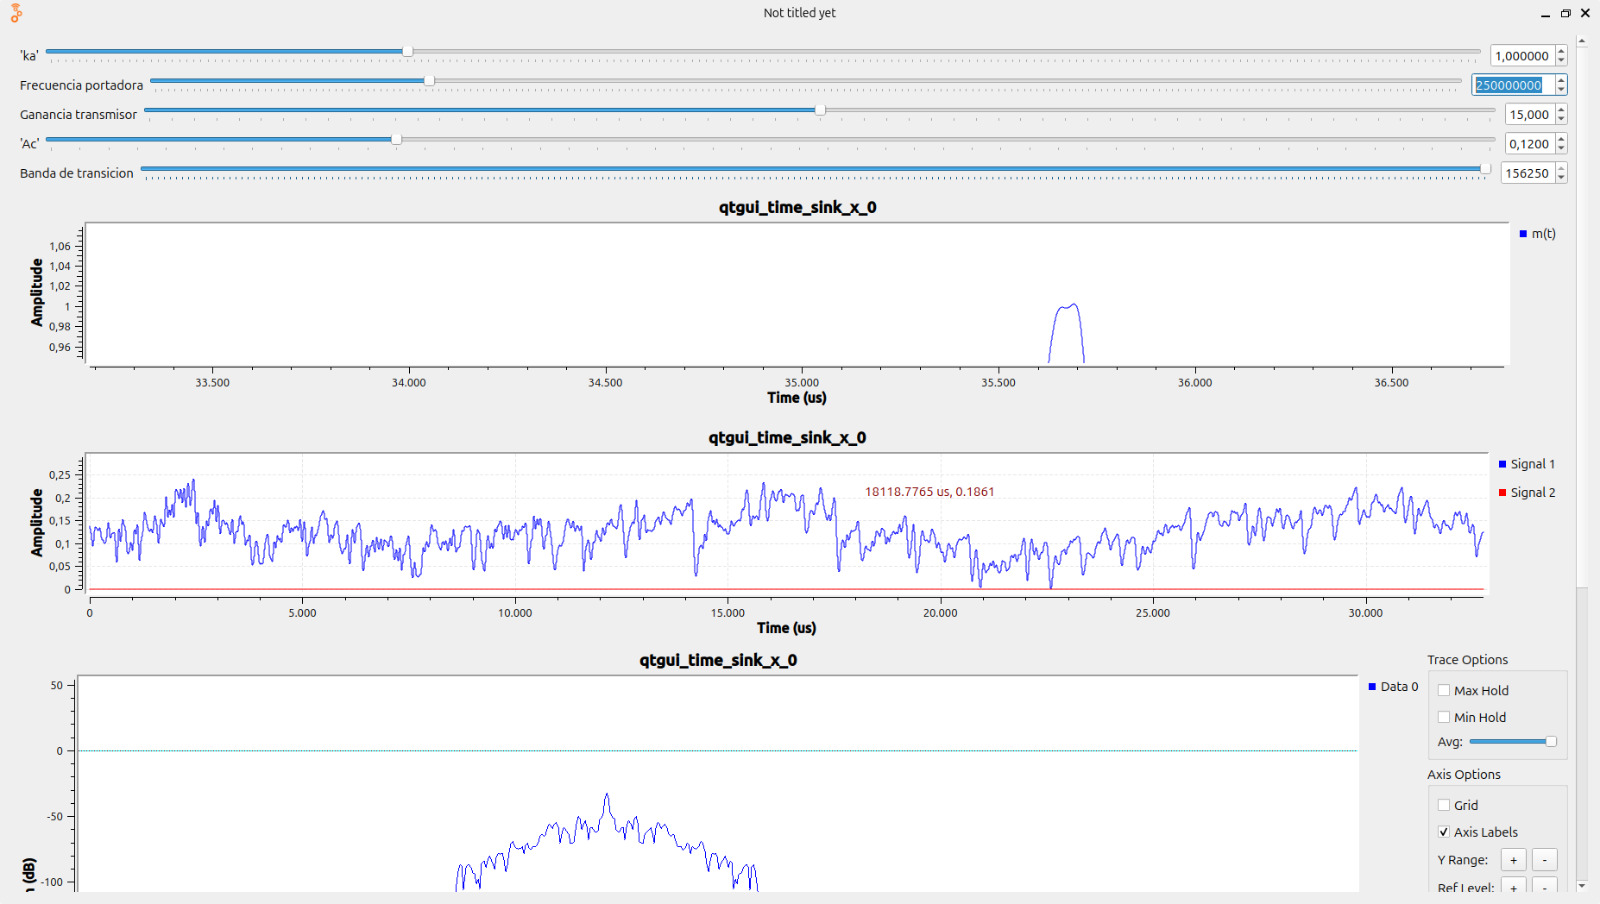 Not titled yet
'ka' 1,000000
Frecuencia portadora 250000000
Ganancia transmisor 15,000
'Ac' 0,1200
Banda de transicion 156250
qtgui_time_sink_x_0
m(t)
Amplitude
1,06
1,04
1,02
1
0,98
0,96
33.500 34.000 34.500 35.000 35.500 36.000 36.500
Time (us)
qtgui_time_sink_x_0
Signal 1
Signal 2
Amplitude
0,25
0,2
0,15
0,1
0,05
0
18118.7765 us, 0.1861
0 5.000 10.000 15.000 20.000 25.000 30.000
Time (us)
qtgui_time_sink_x_0
Data 0
50
0
-50
-100
(dB)
Trace Options
Max Hold
Min Hold
Avg:
Axis Options
Grid
Axis Labels
Y Range: + -
Ref Level: + -